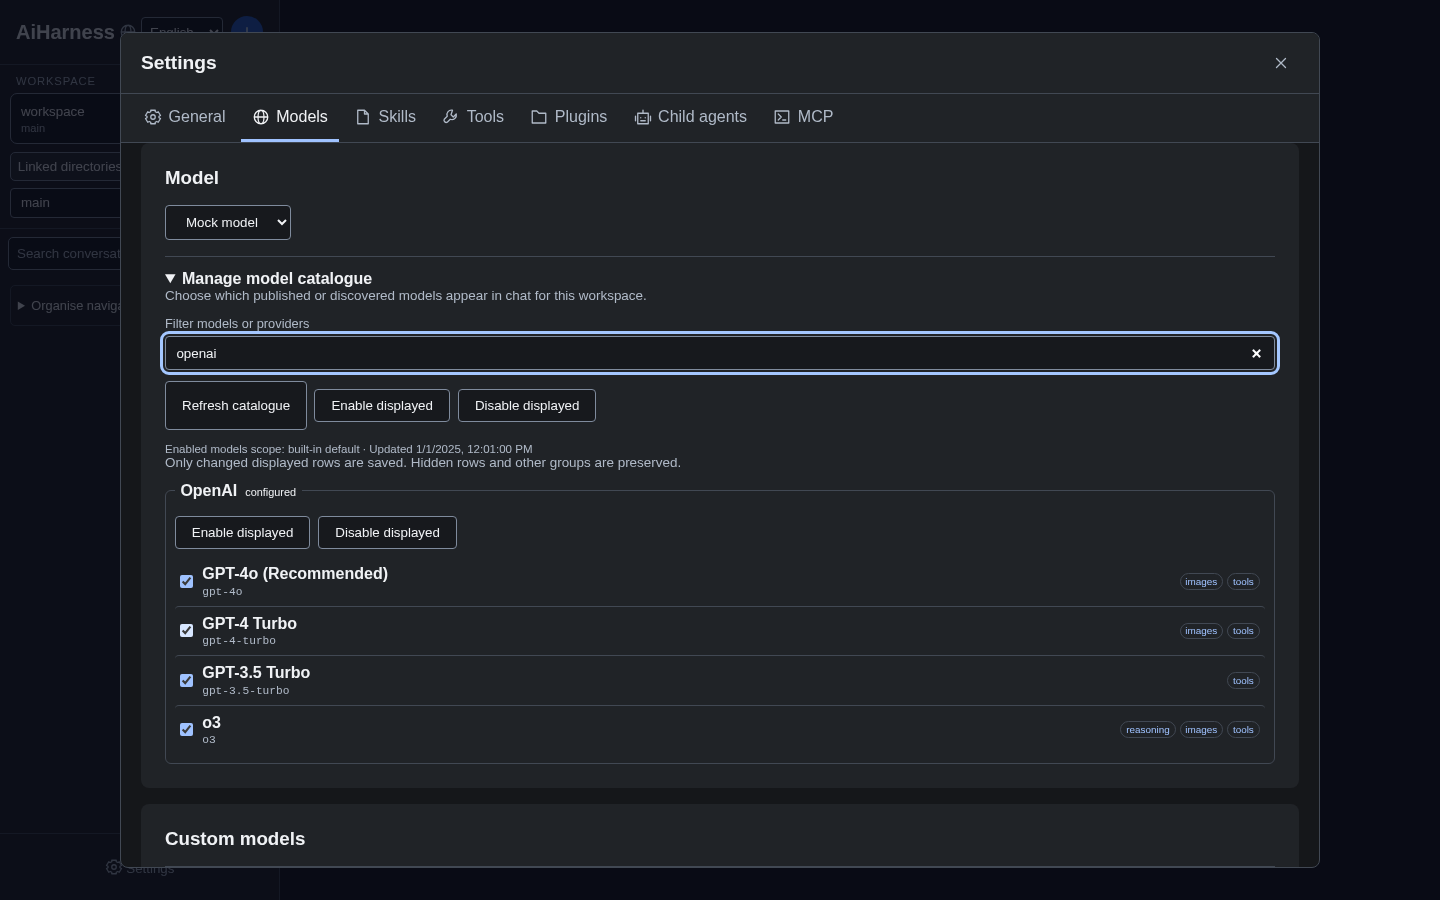 AiHarness
English
Settings
WORKSPACE
workspace
main
Linked directories
main
Search conversat
Organise naviga
Settings
General
Models
Skills
Tools
Plugins
Child agents
MCP
Model
Mock model
Manage model catalogue
Choose which published or discovered models appear in chat for this workspace.
Filter models or providers
openai
Refresh catalogue
Enable displayed
Disable displayed
Enabled models scope: built-in default · Updated 1/1/2025, 12:01:00 PM
Only changed displayed rows are saved. Hidden rows and other groups are preserved.
OpenAI configured
Enable displayed
Disable displayed
GPT-4o (Recommended)
gpt-4o
images tools
GPT-4 Turbo
gpt-4-turbo
images tools
GPT-3.5 Turbo
gpt-3.5-turbo
tools
o3
o3
reasoning images tools
Custom models